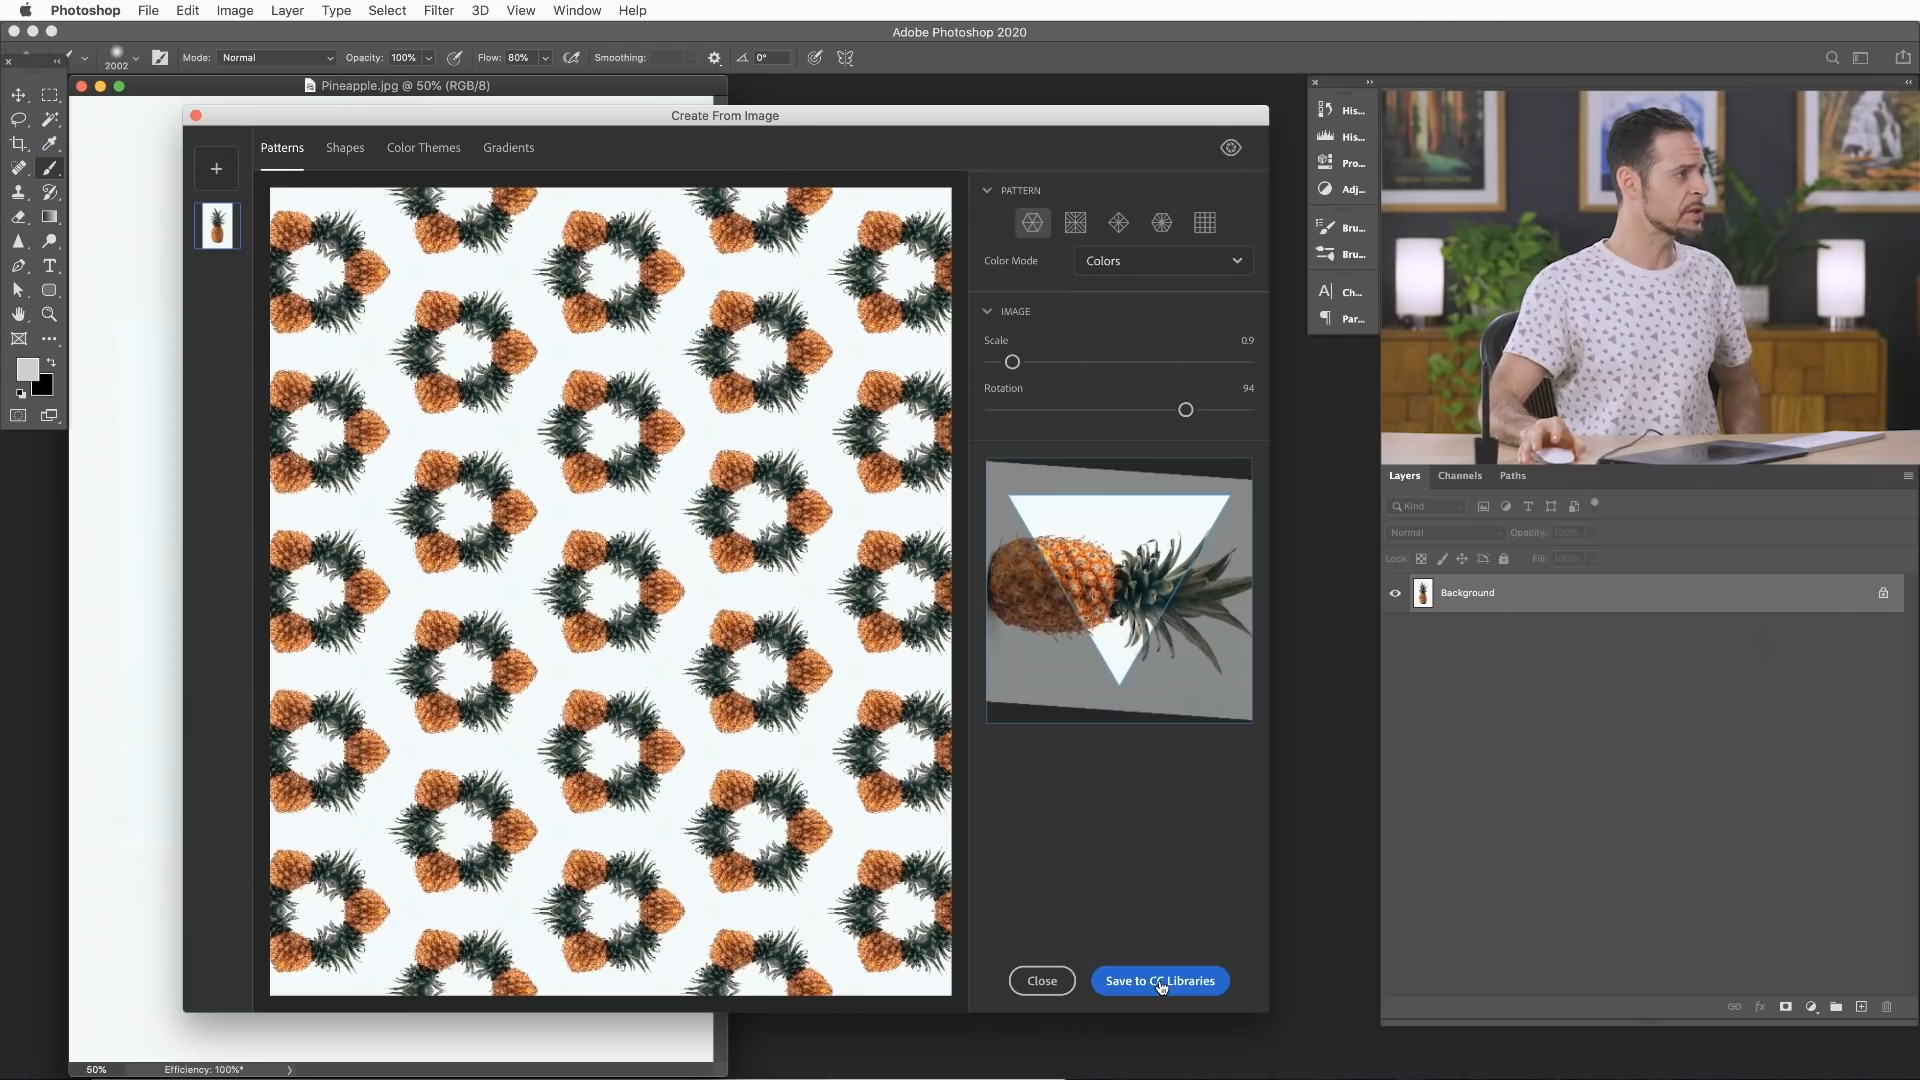 Photoshop File Edit Image Layer Type Select Filter 3D View Window Help
Adobe Photoshop 2020
2002 Mode: Normal Opacity: 100% Flow: 80% Smoothing: 0°
Pineapple.jpg @ 50% (RGB/8)
Create From Image
Patterns Shapes Color Themes Gradients
PATTERN
Color Mode Colors
IMAGE
Scale 0.9
Rotation 94
Close Save to CC Libraries
His...
His...
Pro...
Adj...
Bru...
Bru...
Ch...
Par...
Layers Channels Paths
Kind
Normal Opacity: 100%
Lock: Fill: 100%
Background
50% Efficiency: 100%*